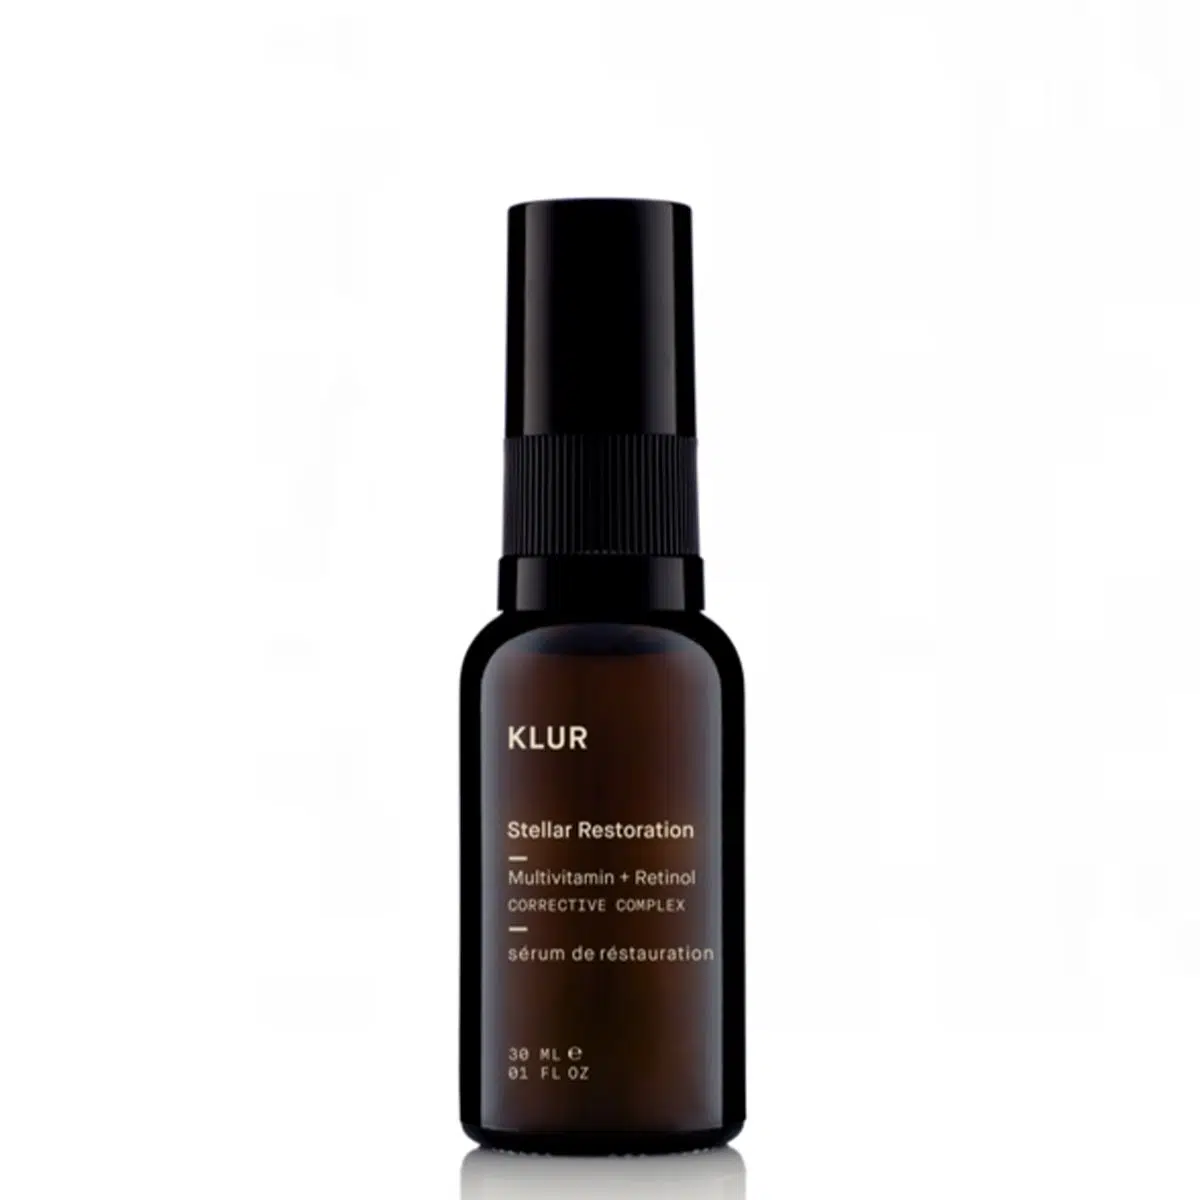 KLUR
Stellar Restoration
Multivitamin + Retinol
CORRECTIVE COMPLEX
sérum de réstauration
30 ML ℮
01 FL OZ